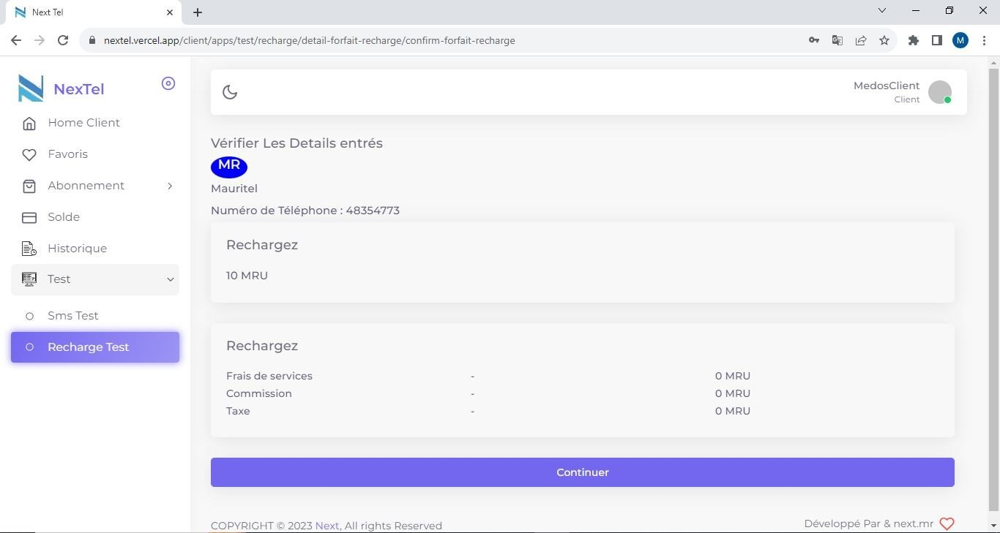 Next Tel
nextel.vercel.app/client/apps/test/recharge/detail-forfait-recharge/confirm-forfait-recharge
M
NexTel
Home Client
Favoris
Abonnement
Solde
Historique
Test
Sms Test
Recharge Test
MedosClient
Client
Vérifier Les Details entrés
MR
Mauritel
Numéro de Téléphone : 48354773
Rechargez
10 MRU
Rechargez
Frais de services - 0 MRU
Commission - 0 MRU
Taxe - 0 MRU
Continuer
COPYRIGHT © 2023 Next, All rights Reserved
Développé Par & next.mr